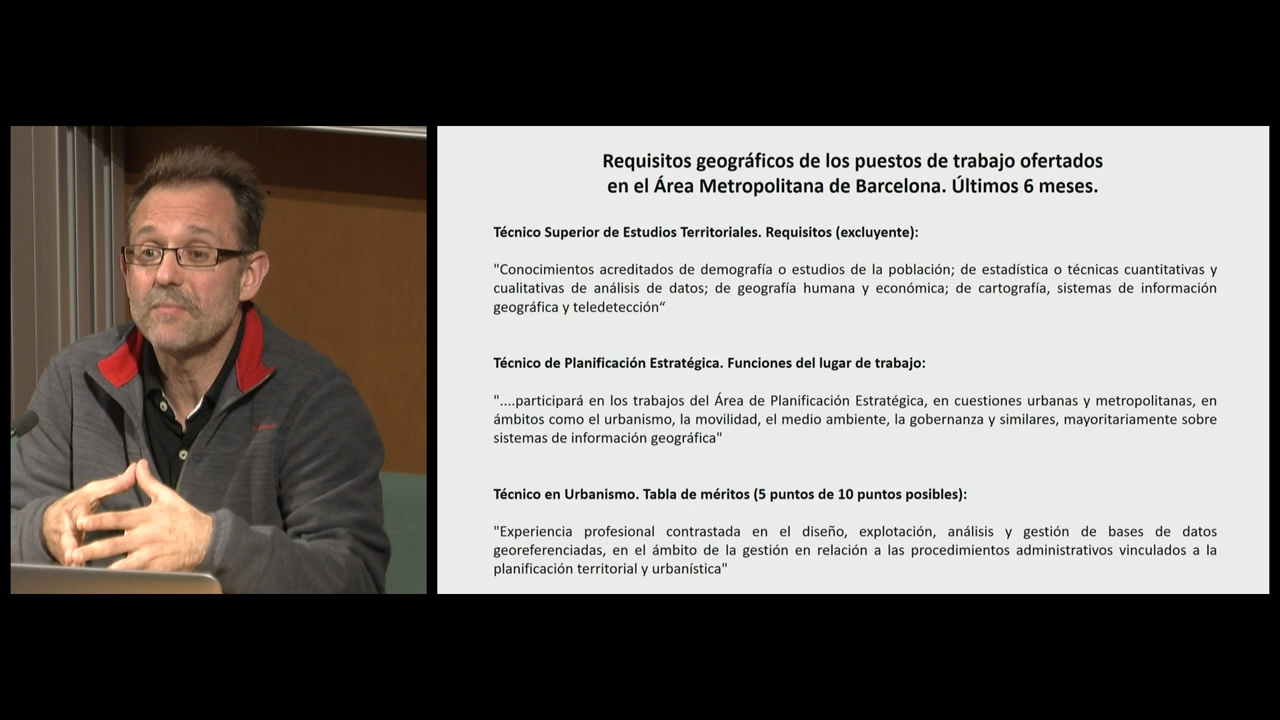 Requisitos geográficos de los puestos de trabajo ofertados
en el Área Metropolitana de Barcelona. Últimos 6 meses.
Técnico Superior de Estudios Territoriales. Requisitos (excluyente):
"Conocimientos acreditados de demografía o estudios de la población; de estadística o técnicas cuantitativas y
cualitativas de análisis de datos; de geografía humana y económica; de cartografía, sistemas de información
geográfica y teledetección“
Técnico de Planificación Estratégica. Funciones del lugar de trabajo:
"....participará en los trabajos del Área de Planificación Estratégica, en cuestiones urbanas y metropolitanas, en
ámbitos como el urbanismo, la movilidad, el medio ambiente, la gobernanza y similares, mayoritariamente sobre
sistemas de información geográfica"
Técnico en Urbanismo. Tabla de méritos (5 puntos de 10 puntos posibles):
"Experiencia profesional contrastada en el diseño, explotación, análisis y gestión de bases de datos
georeferenciadas, en el ámbito de la gestión en relación a las procedimientos administrativos vinculados a la
planificación territorial y urbanística"